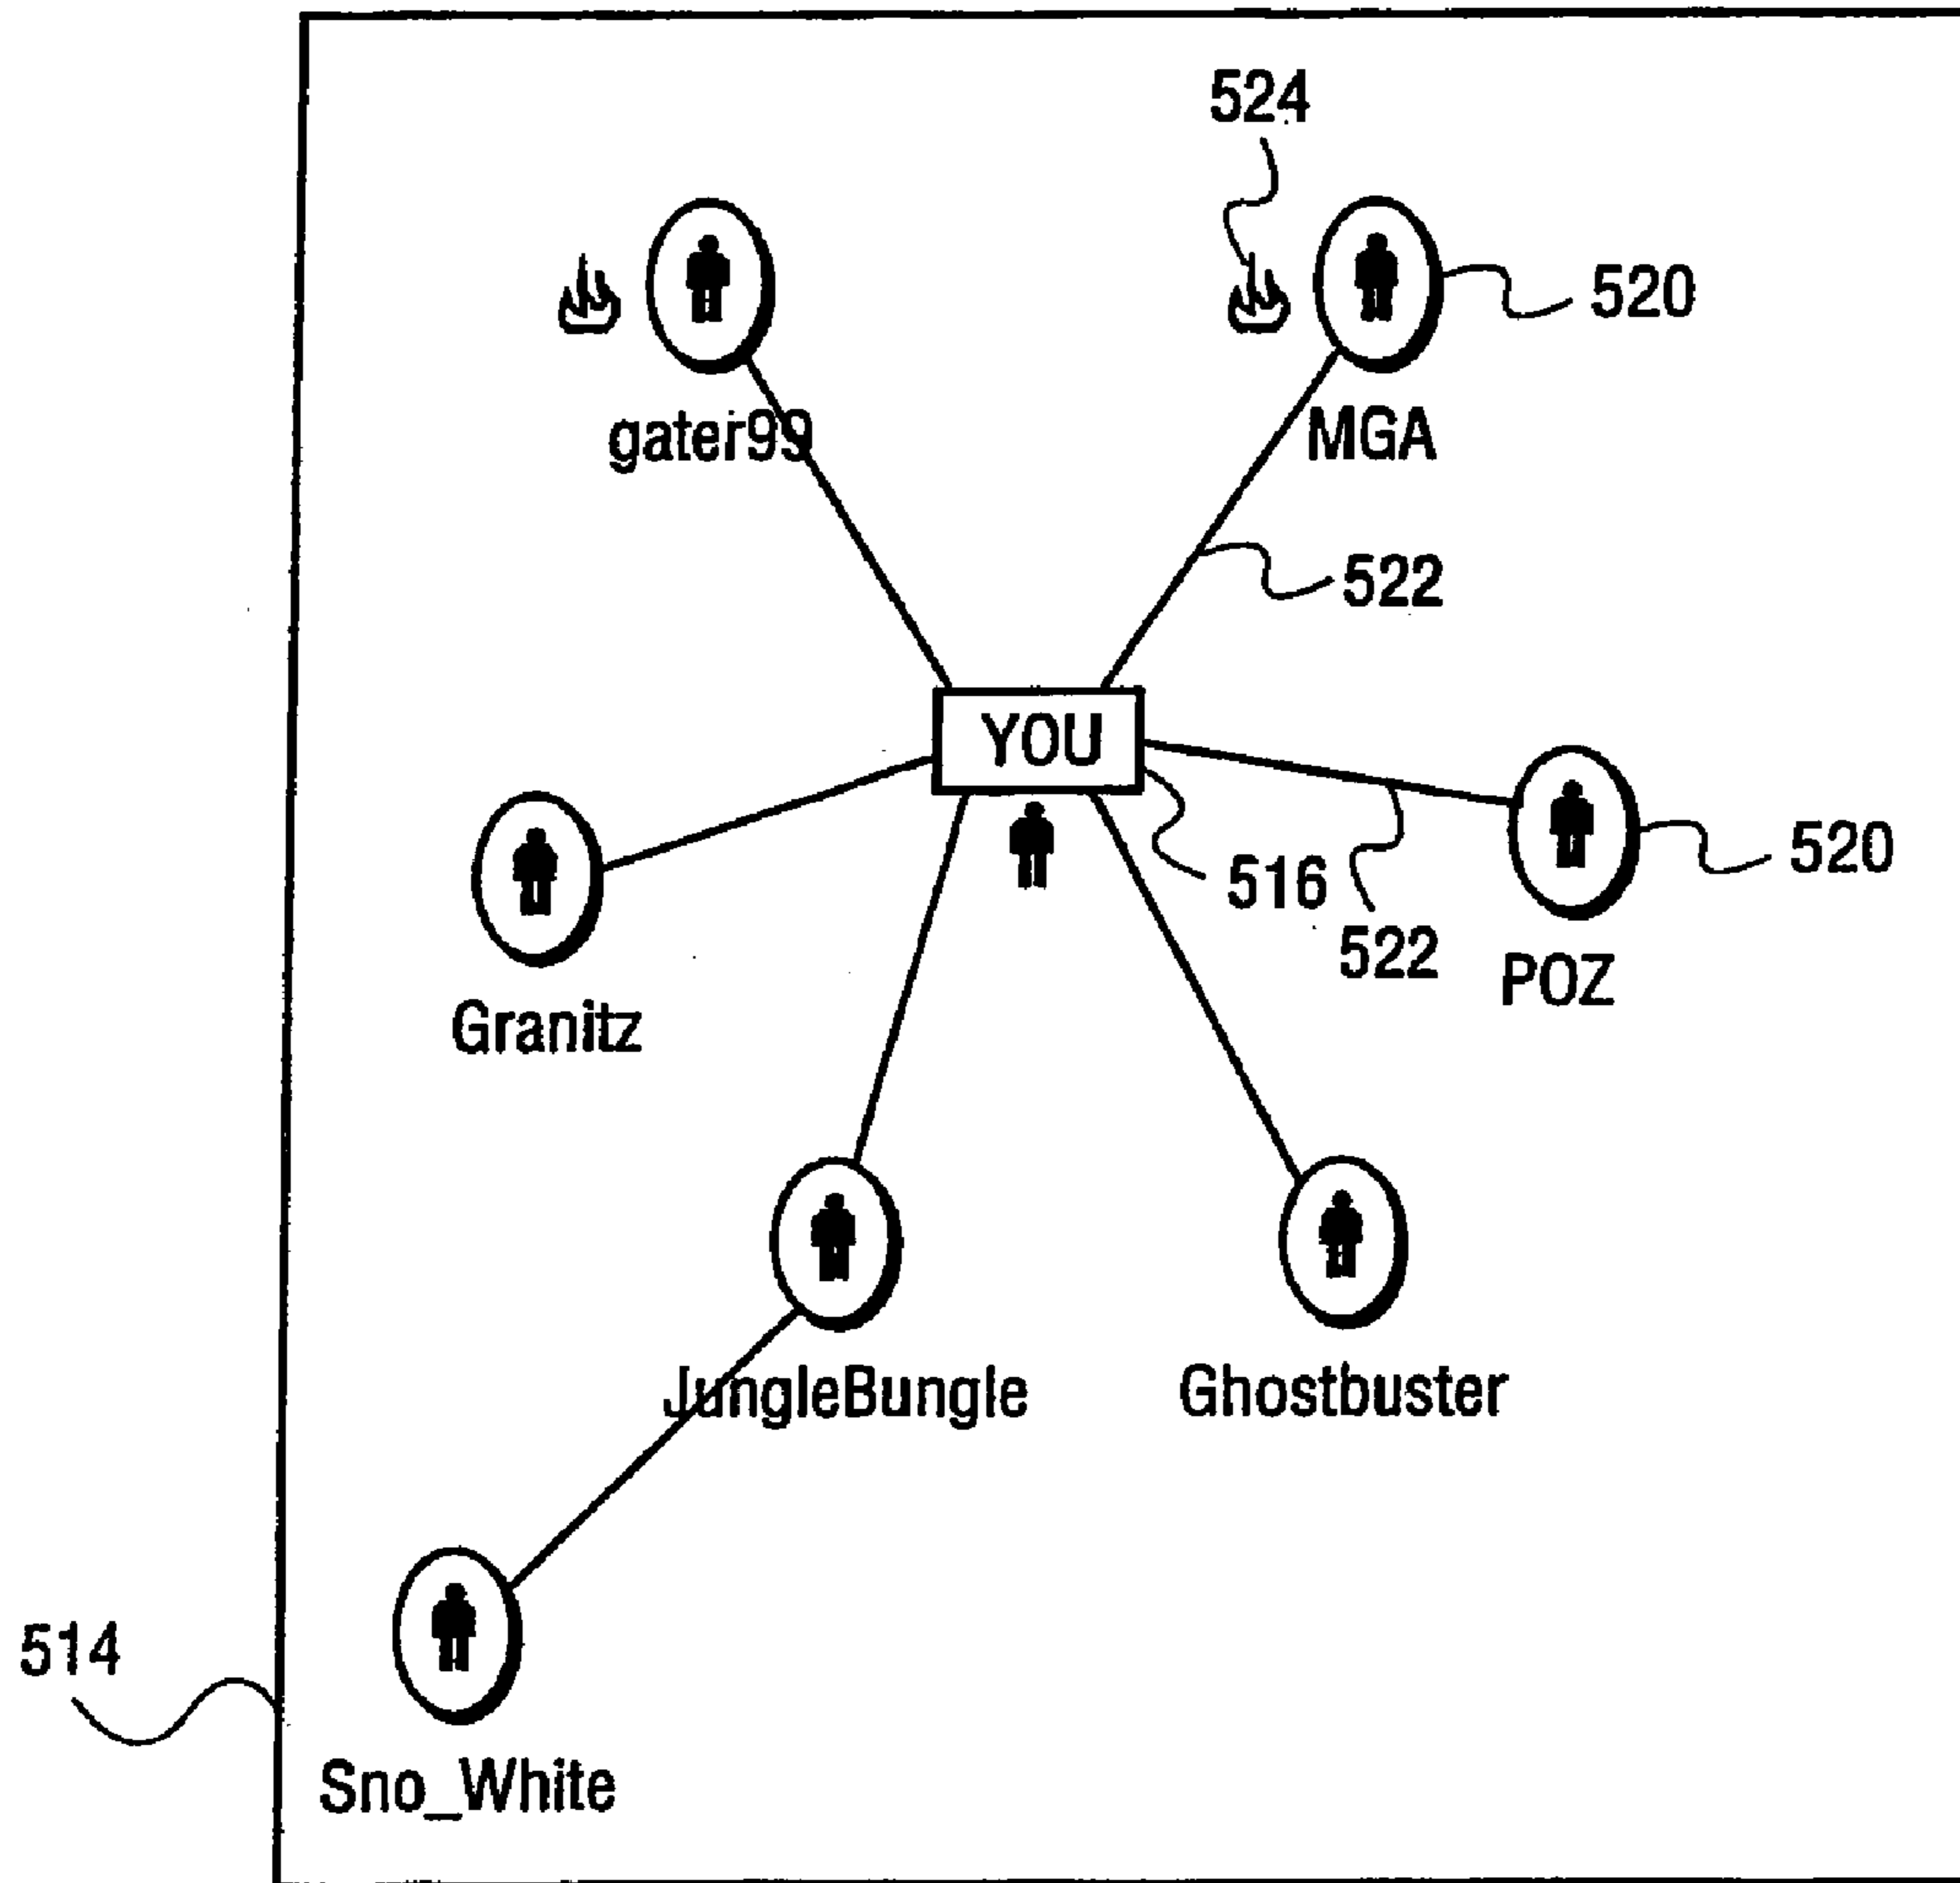 524
520
gater99
MGA
522
YOU
516
520
522
POZ
Granitz
JungleBungle
Ghostbuster
514
Sno_White